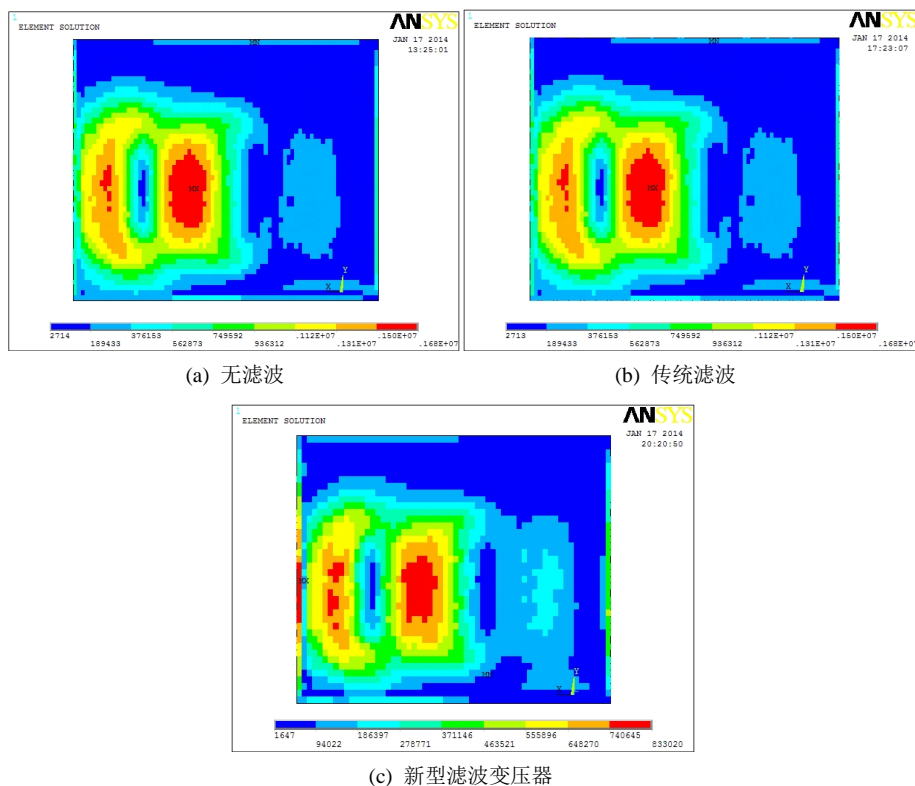 1
ELEMENT SOLUTION
ANSYS
JAN 17 2014
13:25:01
MN
MX
Y
X
2714 376153 749592 .112E+07 .150E+07
189433 562873 936312 .131E+07 .168E+07
(a) 无滤波
1
ELEMENT SOLUTION
ANSYS
JAN 17 2014
17:23:07
MN
MX
Y
X
2713 376153 749592 .112E+07 .150E+07
189433 562873 936312 .131E+07 .168E+07
(b) 传统滤波
1
ELEMENT SOLUTION
ANSYS
JAN 17 2014
20:20:50
MX
MN
Y
X
1647 186397 371146 555896 740645
94022 278771 463521 648270 833020
(c) 新型滤波变压器